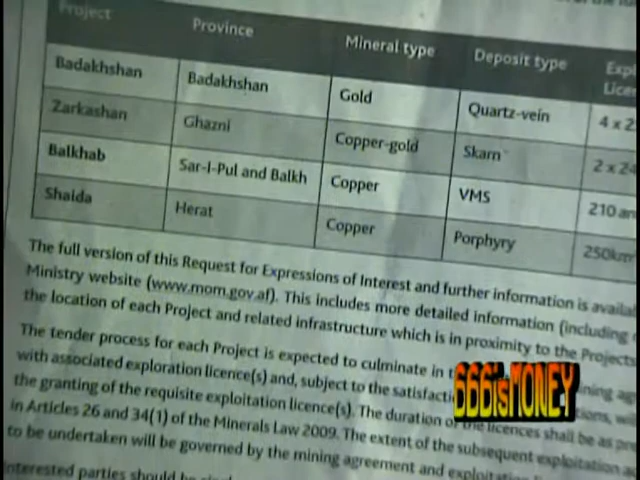 Project Province Mineral type Deposit type
Badakhshan Badakhshan Gold Quartz-vein 4 x
Zarkashan Ghazni Copper-gold Skarn 2 x
Balkhab Sar-I-Pul and Balkh Copper VMS 210
Shaida Herat Copper Porphyry 250km
The full version of this Request for Expressions of Interest and further information is
Ministry website (www.mom.gov.af). This includes more detailed information (including
the location of each Project and related infrastructure which is in proximity to the Projects
The tender process for each Project is expected to culminate in
with associated exploration licence(s) and, subject to the
the granting of the requisite exploitation licence(s). The duration of the licences shall be as
in Articles 26 and 34(1) of the Minerals Law 2009. The extent of the subsequent exploitation
to be undertaken will be governed by the mining agreement and
interested parties should be
666isMONEY